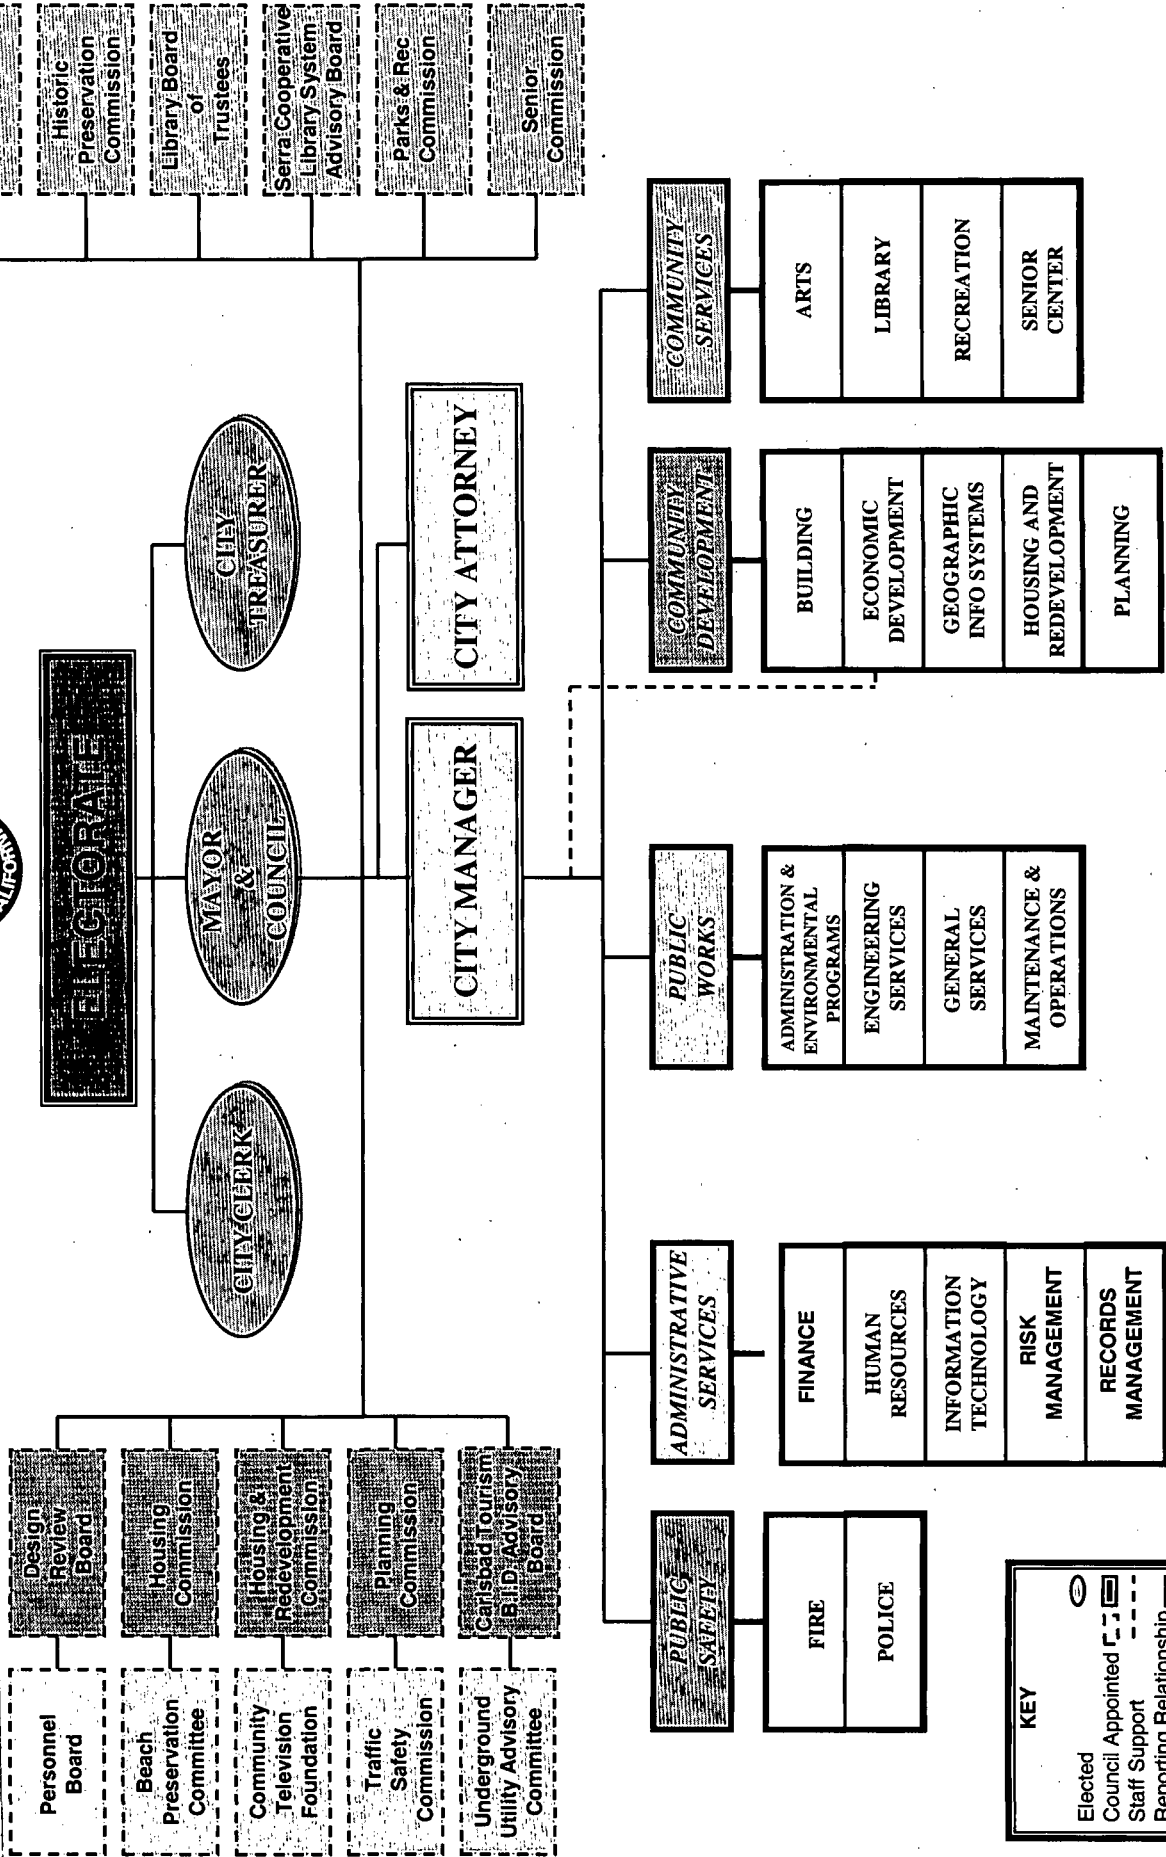 CALIFORNIA
ELECTORATE
CITY CLERK
MAYOR
&
COUNCIL
CITY
TREASURER
CITY MANAGER
CITY ATTORNEY
Personnel
Board
Beach
Preservation
Committee
Community
Television
Foundation
Traffic
Safety
Commission
Underground
Utility Advisory
Committee
Design
Review
Board
Housing
Commission
Housing &
Redevelopment
Commission
Planning
Commission
Carlsbad Tourism
B.I.D. Advisory
Board
Historic
Preservation
Commission
Library Board
of
Trustees
Serra Cooperative
Library System
Advisory Board
Parks & Rec
Commission
Senior
Commission
PUBLIC
SAFETY
FIRE
POLICE
ADMINISTRATIVE
SERVICES
FINANCE
HUMAN
RESOURCES
INFORMATION
TECHNOLOGY
RISK
MANAGEMENT
RECORDS
MANAGEMENT
PUBLIC
WORKS
ADMINISTRATION &
ENVIRONMENTAL
PROGRAMS
ENGINEERING
SERVICES
GENERAL
SERVICES
MAINTENANCE &
OPERATIONS
COMMUNITY
DEVELOPMENT
BUILDING
ECONOMIC
DEVELOPMENT
GEOGRAPHIC
INFO SYSTEMS
HOUSING AND
REDEVELOPMENT
PLANNING
COMMUNITY
SERVICES
ARTS
LIBRARY
RECREATION
SENIOR
CENTER
KEY
Elected
Council Appointed
Staff Support
Reporting Relationship